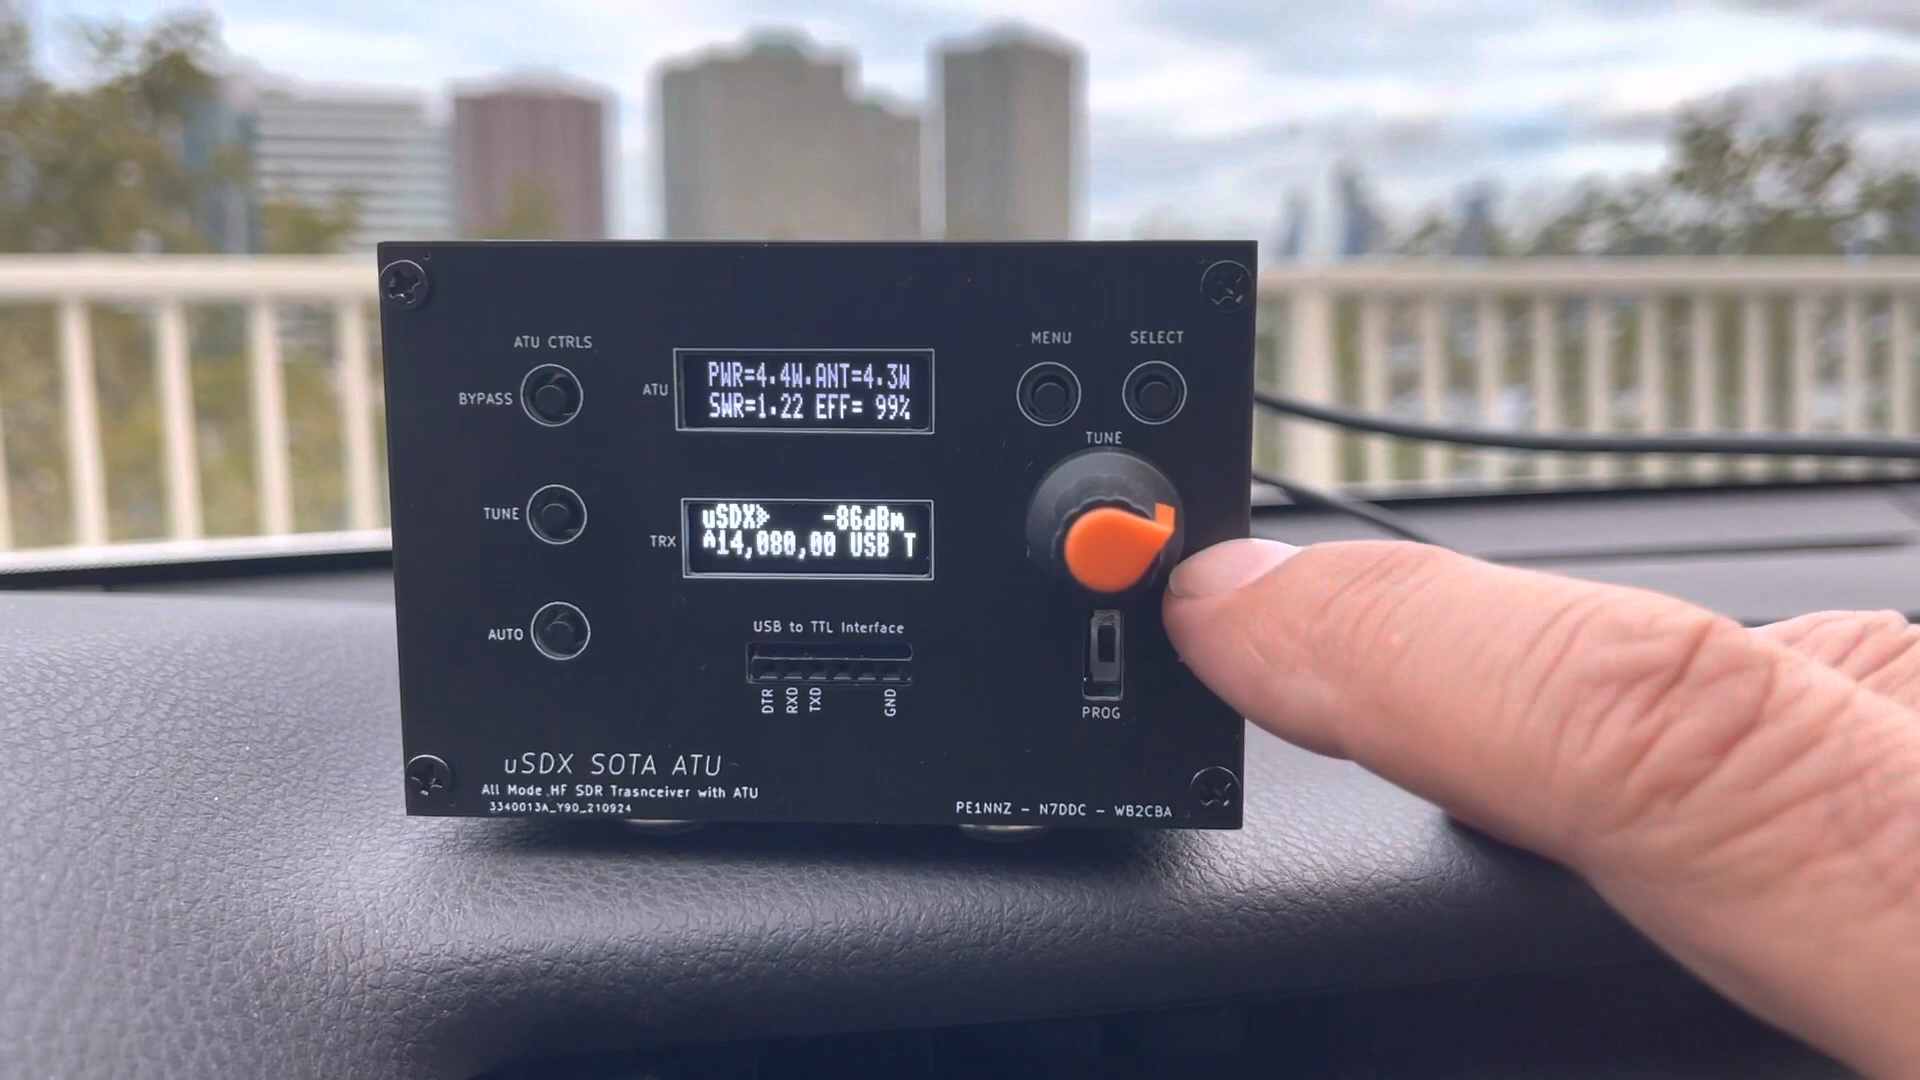 ATU CTRLS
BYPASS
TUNE
AUTO
ATU
PWR=4.4W.ANT=4.3W
SWR=1.22 EFF= 99%
TRX
uSDX -86dBm
^14,080,00 USB T
MENU
SELECT
TUNE
PROG
USB to TTL Interface
DTR
RXD
TXD
GND
uSDX SOTA ATU
All Mode HF SDR Trasnceiver with ATU
3340013A_Y90_210924
PE1NNZ - N7DDC - WB2CBA